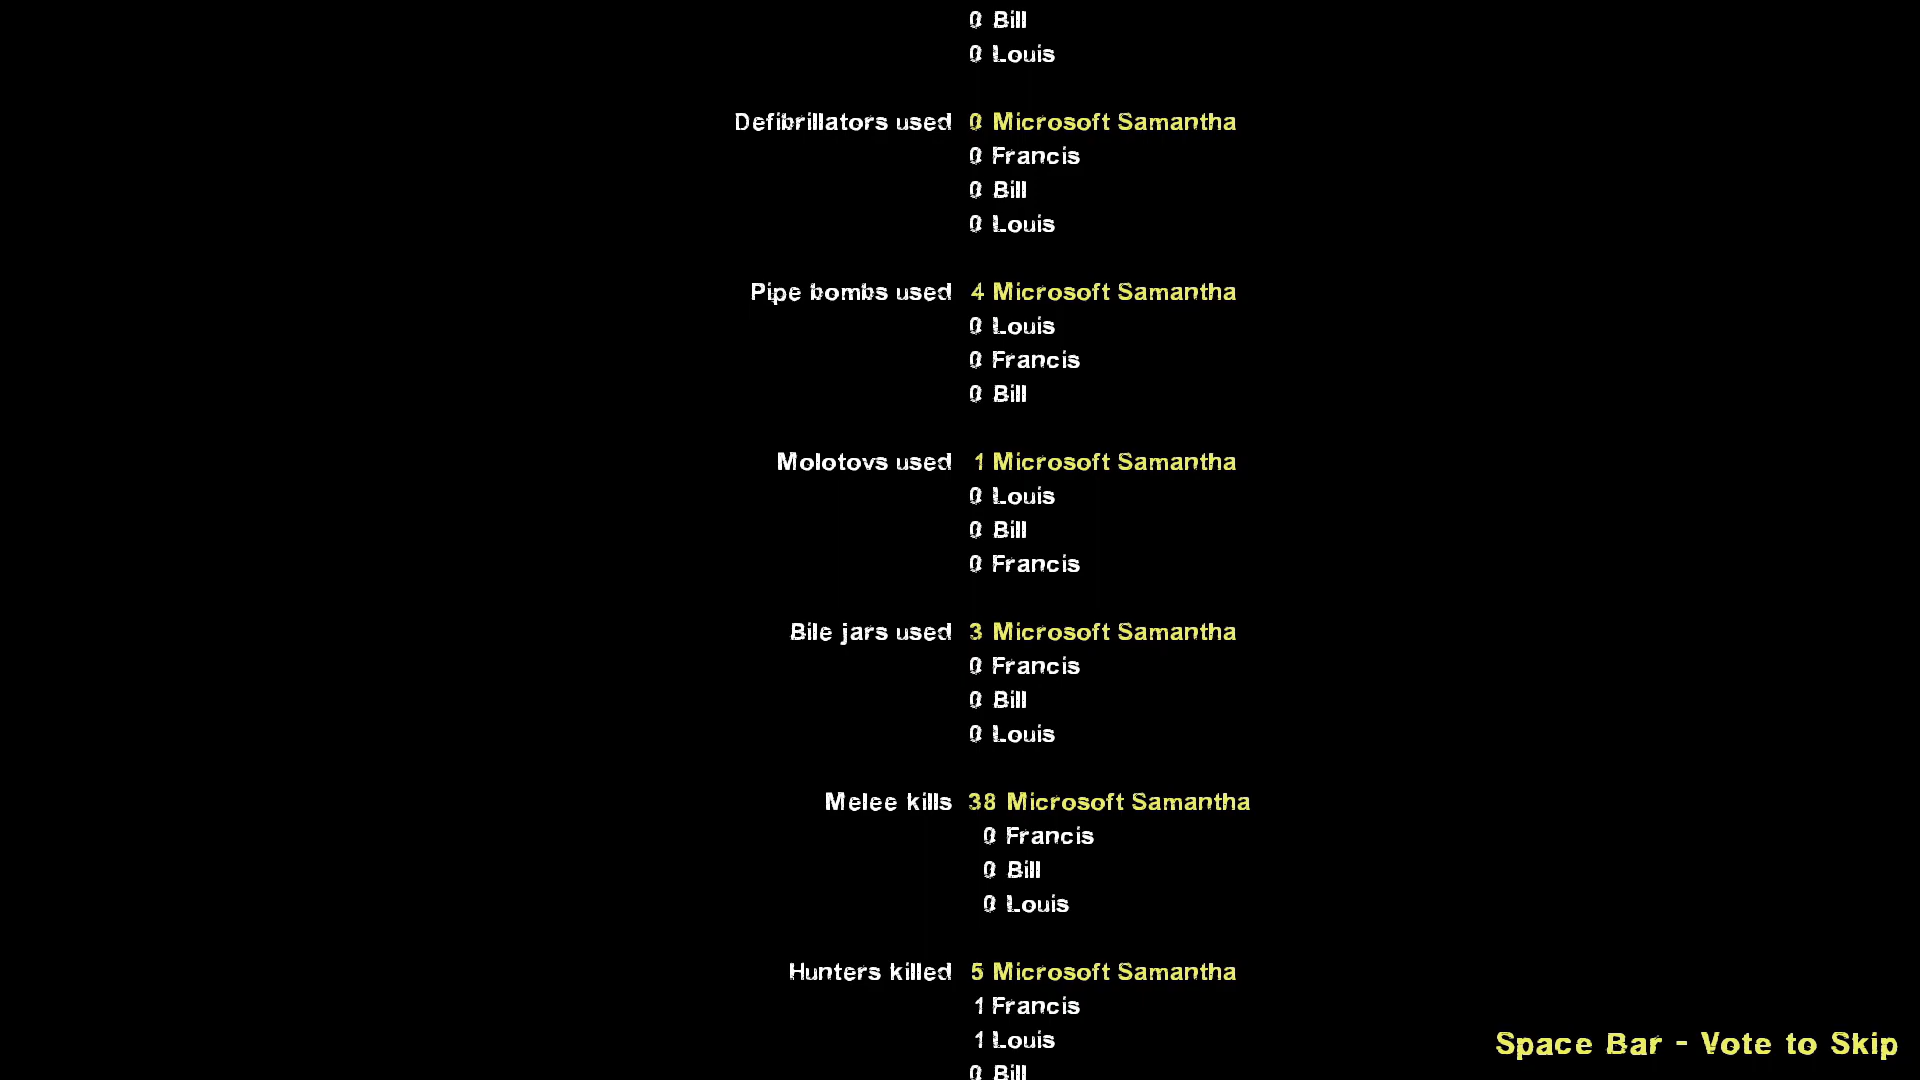 0 Bill
0 Louis
Defibrillators used 0 Microsoft Samantha
0 Francis
0 Bill
0 Louis
Pipe bombs used 4 Microsoft Samantha
0 Louis
0 Francis
0 Bill
Molotovs used 1 Microsoft Samantha
0 Louis
0 Bill
0 Francis
Bile jars used 3 Microsoft Samantha
0 Francis
0 Bill
0 Louis
Melee kills 38 Microsoft Samantha
0 Francis
0 Bill
0 Louis
Hunters killed 5 Microsoft Samantha
1 Francis
1 Louis
0 Bill
Space Bar - Vote to Skip